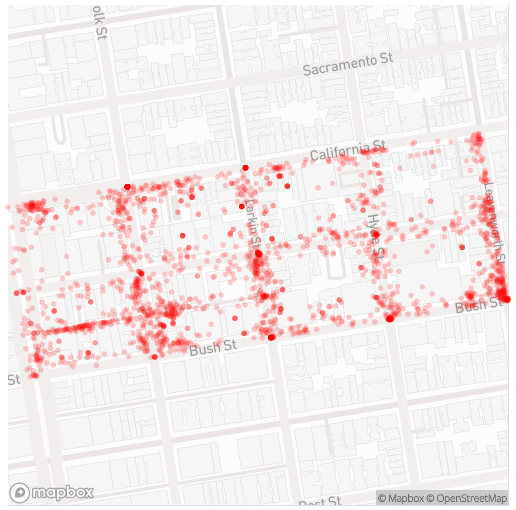 olk St
Sacramento St
California St
Larkin St
Hyde St
Leavenworth St
Bush St
Bush St
St
Post St
mapbox
© Mapbox © OpenStreetMap